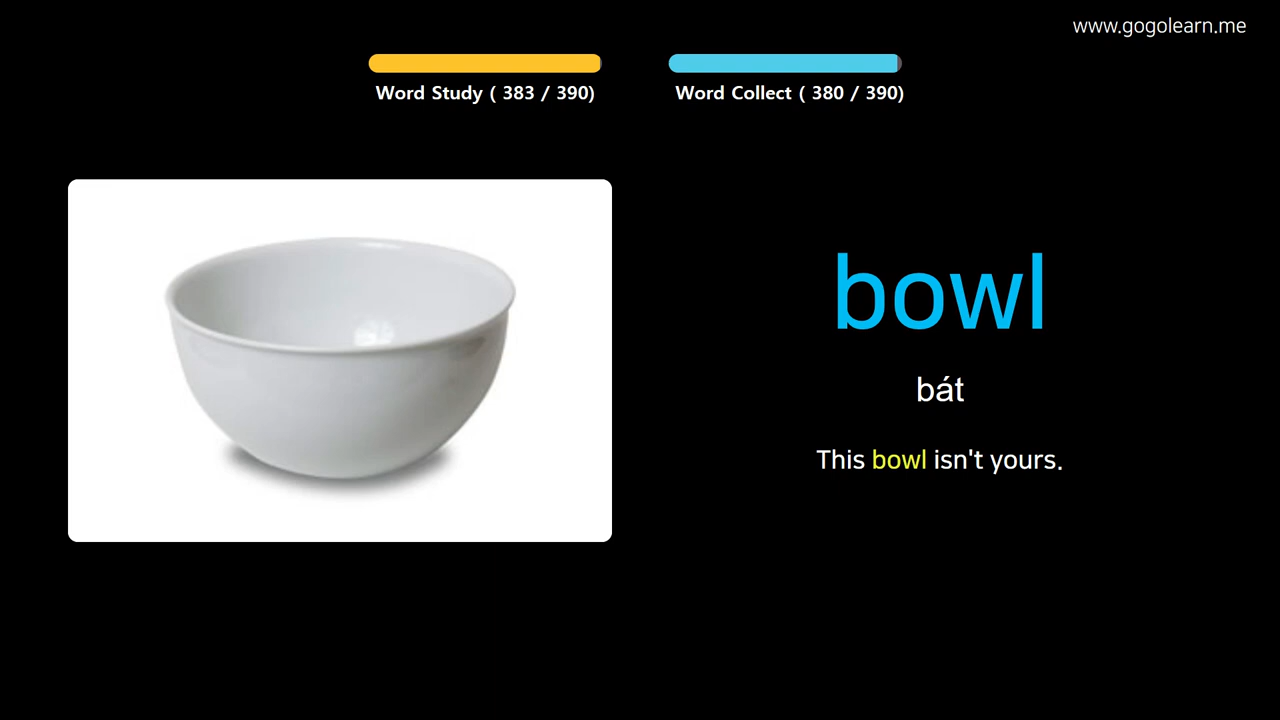 www.gogolearn.me
Word Study ( 383 / 390)
Word Collect ( 380 / 390)
bowl
bát
This bowl isn't yours.